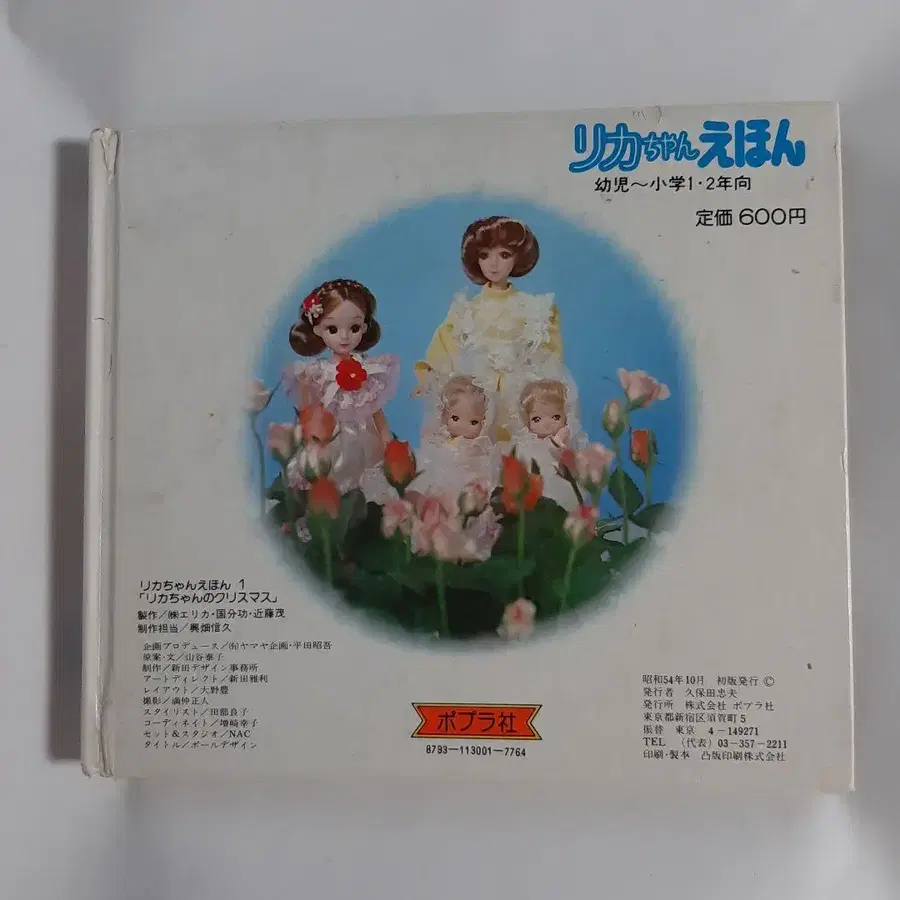 リカちゃんえほん
幼児～小学1・2年向
定価 600円
リカちゃんえほん 1
「リカちゃんのクリスマス」
製作／㈱エリカ・国分功・近藤茂
制作担当／興畑信久
企画プロデュース／㈲ヤマヤ企画・平田昭吾
原案・文／山谷泰子
制作／新田デザイン事務所
アートディレクト／新田雅利
レイアウト／大野豊
撮影／満仲正人
スタイリスト／田部良子
コーディネイト／増崎幸子
セット&スタジオ／NAC
タイトル／ボールデザイン
ポプラ社
8793—113001—7764
昭和54年10月 初版発行 ©
発行者 久保田忠夫
発行所 株式会社 ポプラ社
東京都新宿区須賀町5
振替 東京 4－149271
TEL （代表）03－357－2211
印刷・製本 凸版印刷株式会社